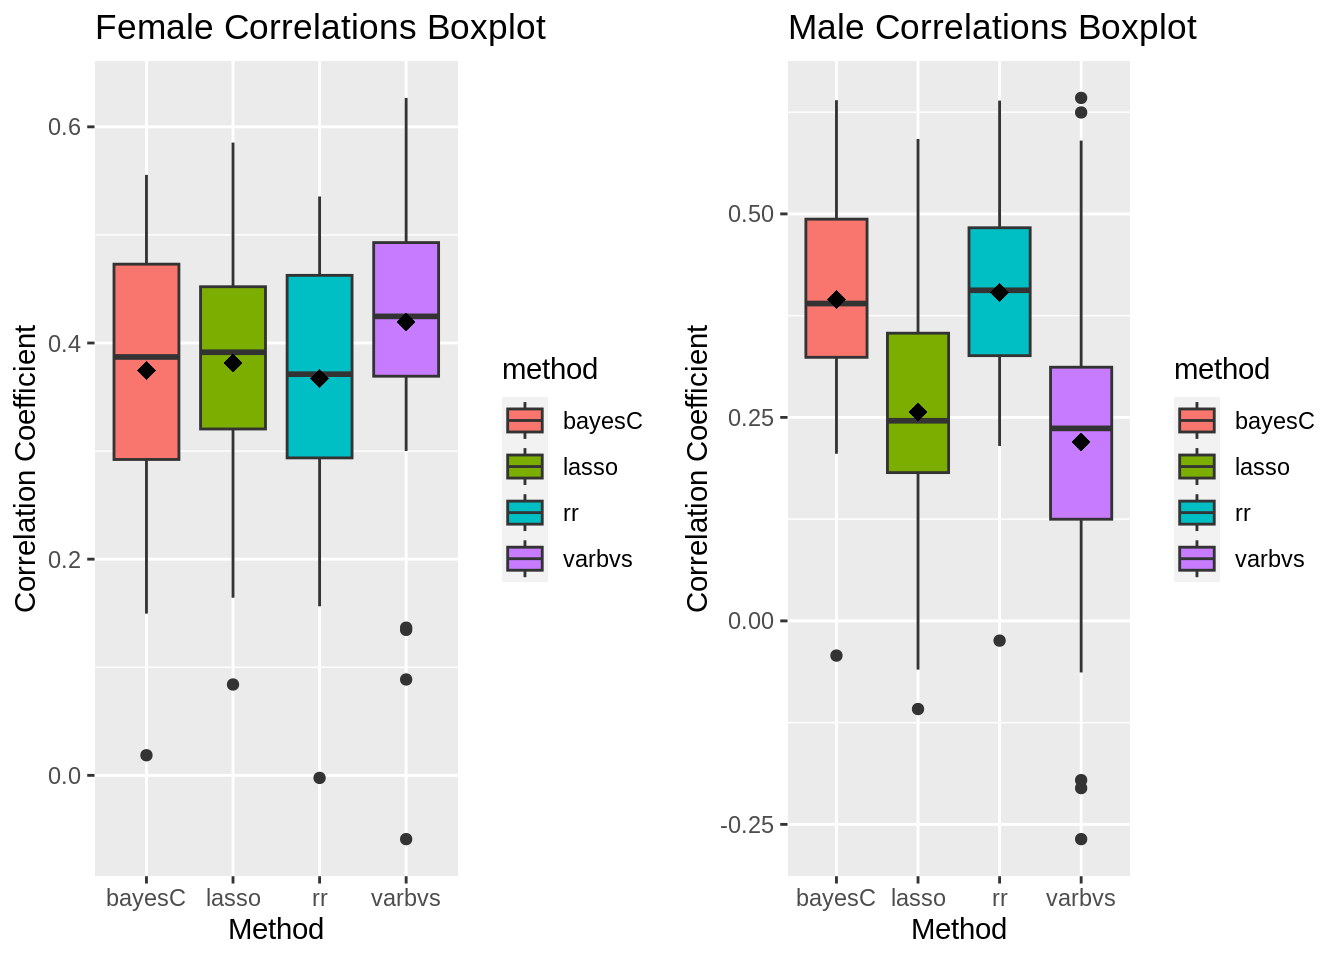 Female Correlations Boxplot
Correlation Coefficient
0.6
0.4
0.2
0.0
bayesC lasso rr varbvs
Method
method
bayesC
lasso
rr
varbvs
Male Correlations Boxplot
Correlation Coefficient
0.50
0.25
0.00
-0.25
bayesC lasso rr varbvs
Method
method
bayesC
lasso
rr
varbvs